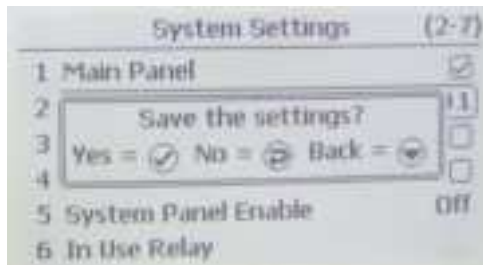 System Settings (2-7)
1 Main Panel
2
Save the settings?
3
Yes = No = Back =
4
5 System Panel Enable Off
6 In Use Relay